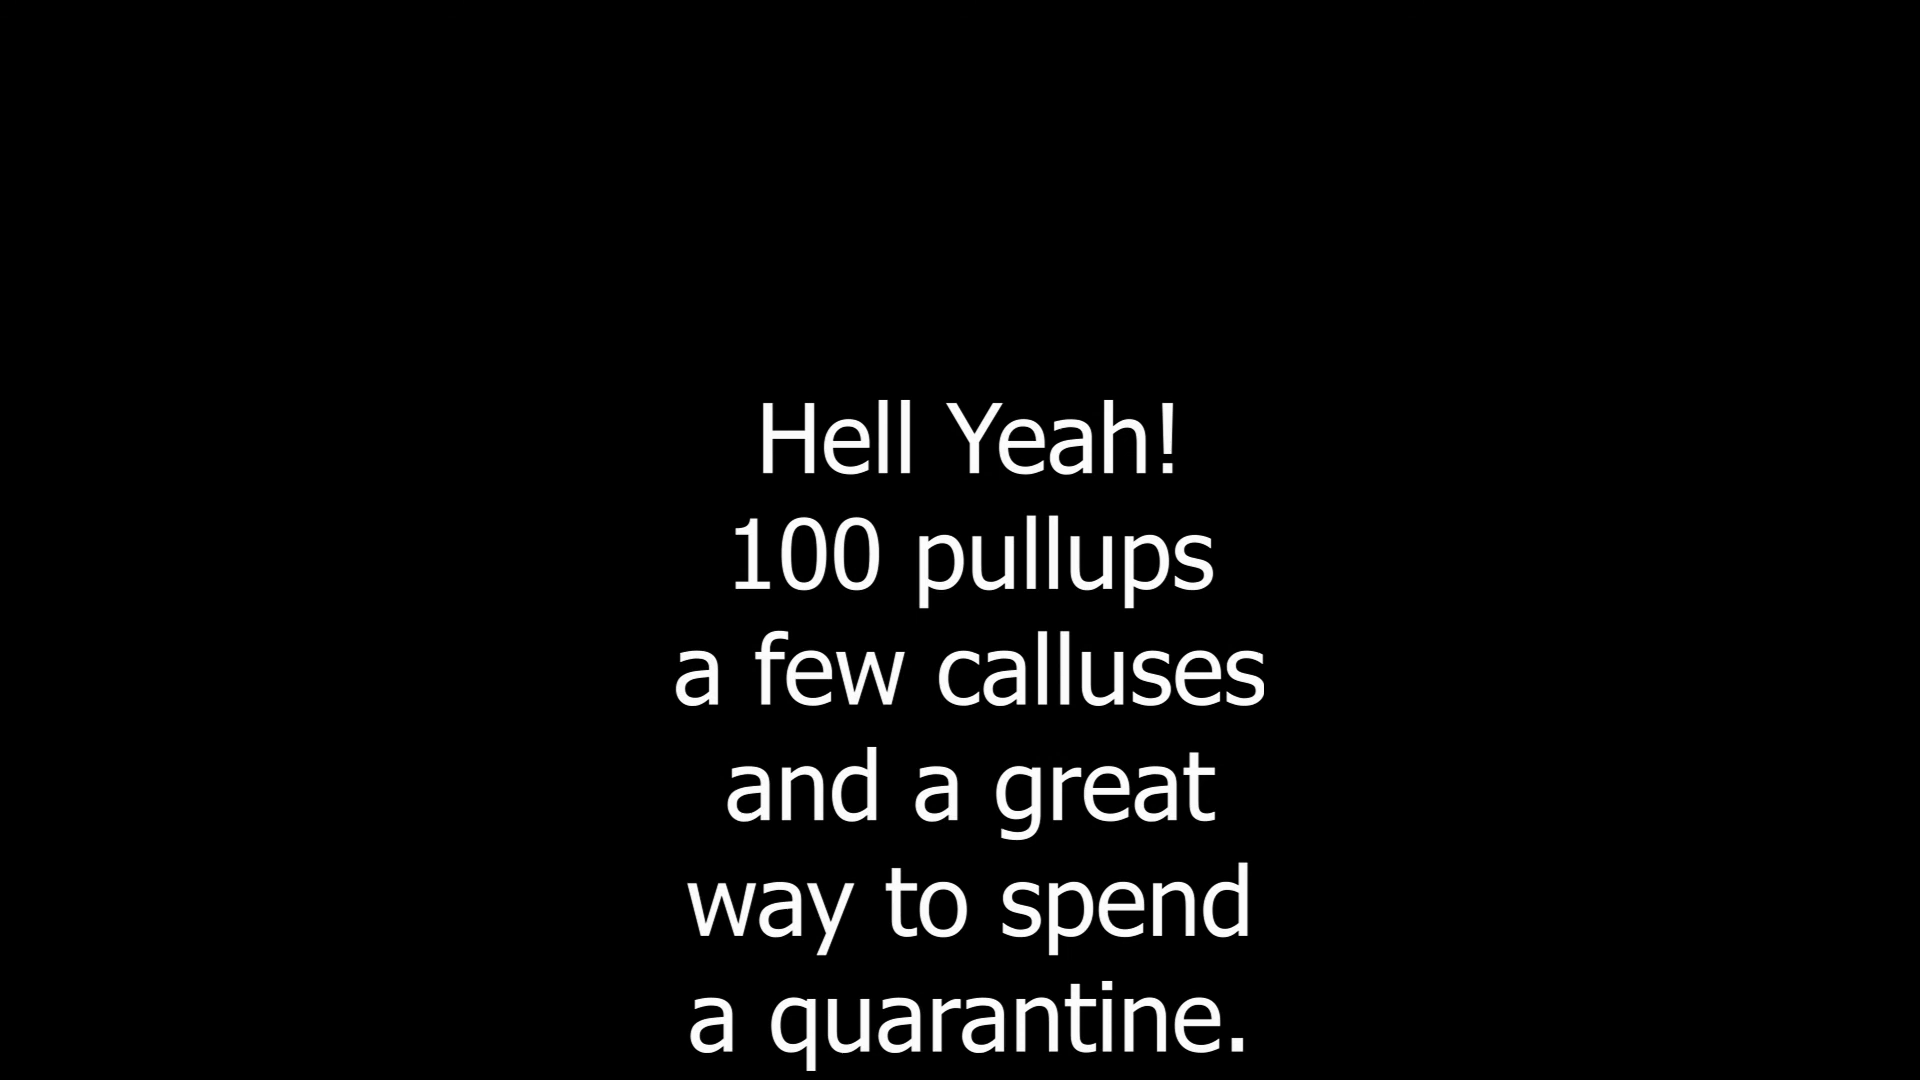 Hell Yeah!
100 pullups
a few calluses
and a great
way to spend
a quarantine.